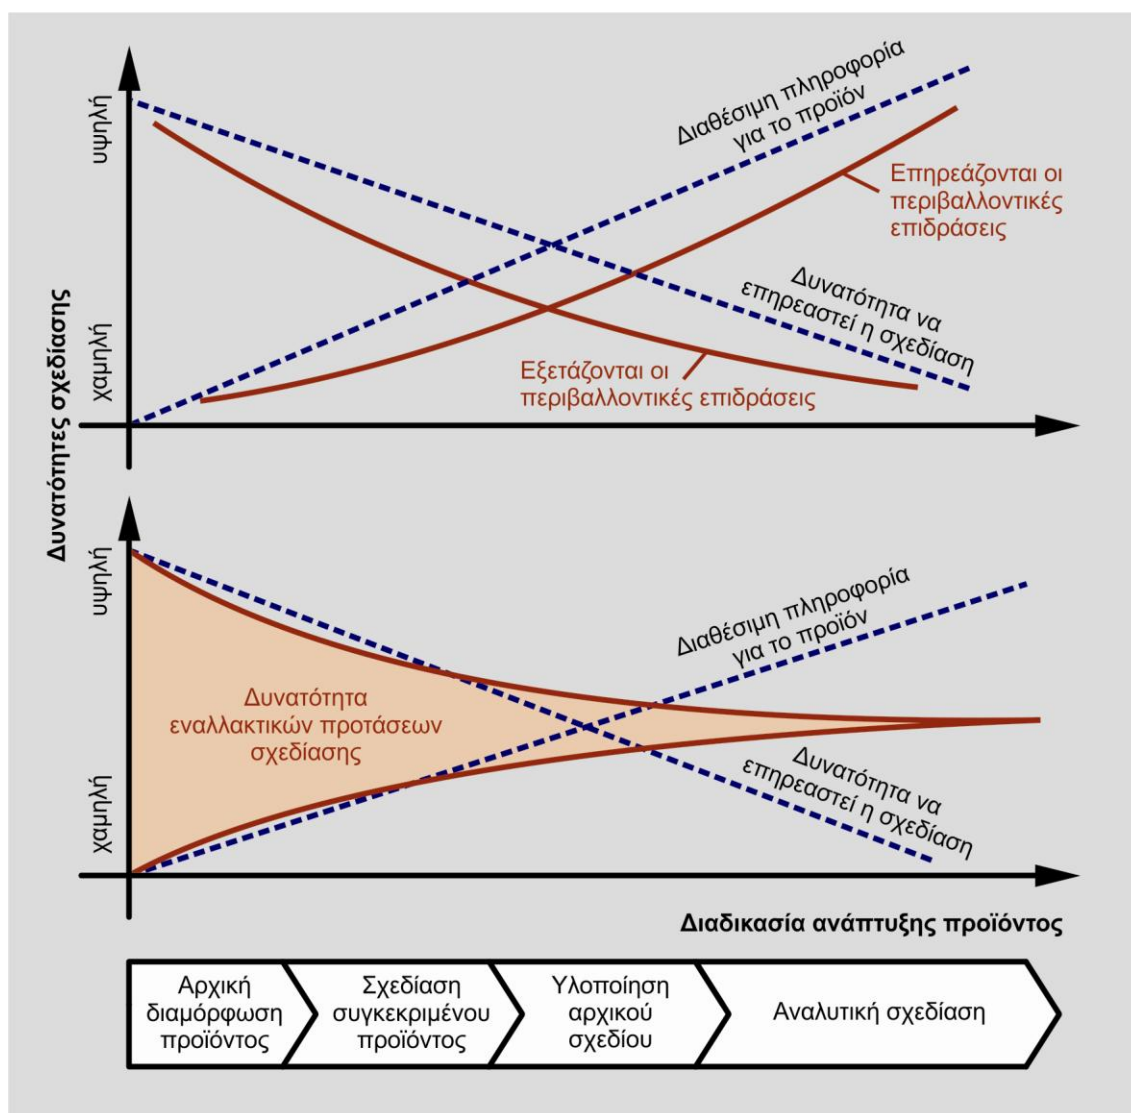 Δυνατότητες σχεδίασης
υψηλή
χαμηλή
Διαθέσιμη πληροφορία
για το προϊόν
Επηρεάζονται οι
περιβαλλοντικές
επιδράσεις
Δυνατότητα να
επηρεαστεί η σχεδίαση
Εξετάζονται οι
περιβαλλοντικές επιδράσεις
υψηλή
χαμηλή
Διαθέσιμη πληροφορία
για το προϊόν
Δυνατότητα
εναλλακτικών προτάσεων
σχεδίασης
Δυνατότητα να
επηρεαστεί η σχεδίαση
Διαδικασία ανάπτυξης προϊόντος
Αρχική
διαμόρφωση
προϊόντος
Σχεδίαση
συγκεκριμένου
προϊόντος
Υλοποίηση
αρχικού
σχεδίου
Αναλυτική σχεδίαση